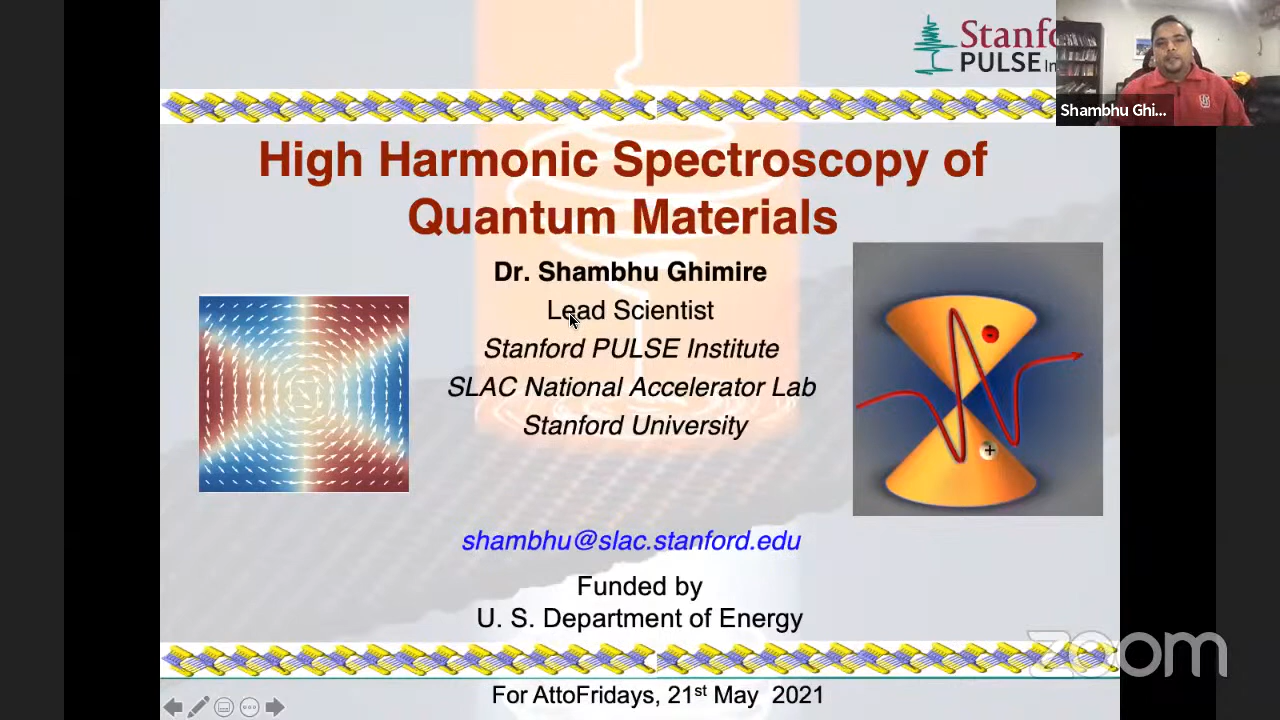 Stanf
PULSE In
Shambhu Ghi...
High Harmonic Spectroscopy of
Quantum Materials
Dr. Shambhu Ghimire
Lead Scientist
Stanford PULSE Institute
SLAC National Accelerator Lab
Stanford University
shambhu@slac.stanford.edu
Funded by
U. S. Department of Energy
zoom
For AttoFridays, 21st May 2021